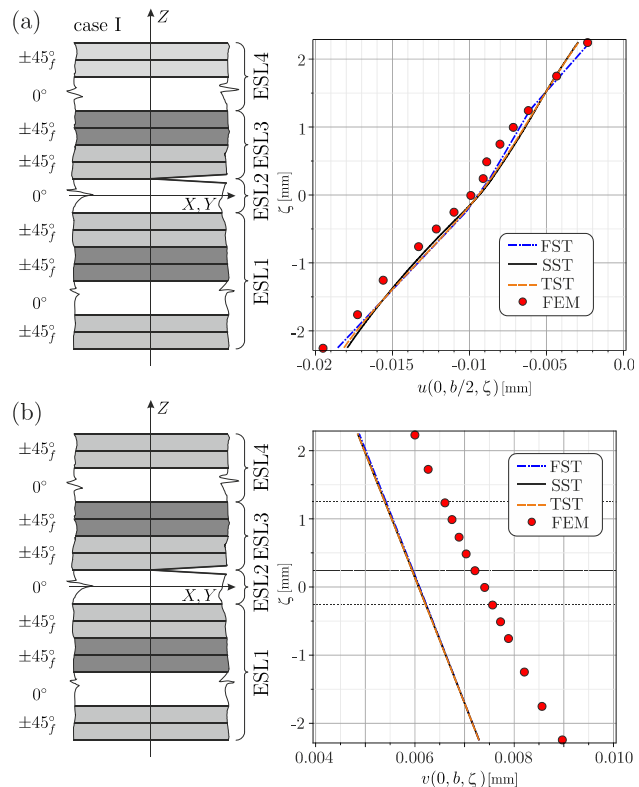 (a)
case I
Z
±45°f
0°
±45°f
±45°f
0°
X, Y
±45°f
±45°f
0°
±45°f
ESL4
ESL3
ESL2
ESL1
2
1
0
-1
-2
ζ [mm]
FST
SST
TST
FEM
-0.02
-0.015
-0.01
-0.005
0.0
u(0, b/2, ζ) [mm]
(b)
Z
±45°f
0°
±45°f
±45°f
0°
X, Y
±45°f
±45°f
0°
±45°f
ESL4
ESL3
ESL2
ESL1
2
1
0
-1
-2
ζ [mm]
FST
SST
TST
FEM
0.004
0.006
0.008
0.010
v(0, b, ζ) [mm]